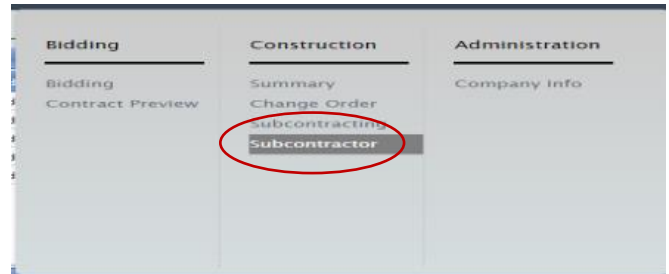 Bidding
Bidding
Contract Preview
Construction
Summary
Change Order
Subcontracting
Subcontractor
Administration
Company Info